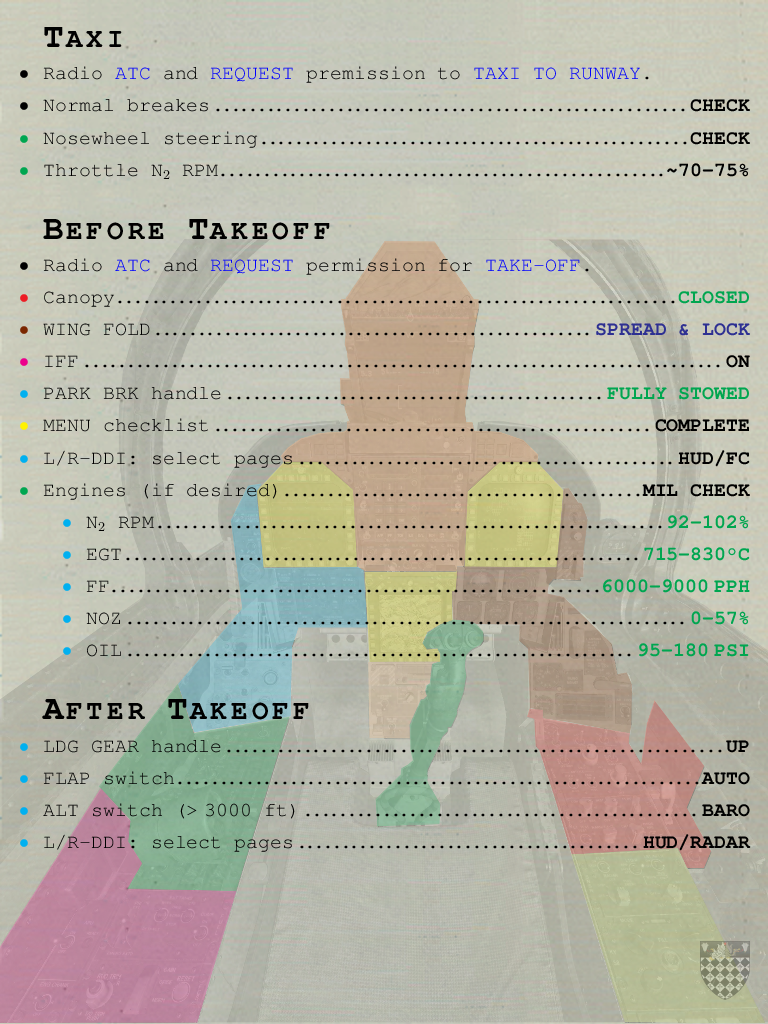 TAXI
• Radio ATC and REQUEST premission to TAXI TO RUNWAY.
• Normal breakes..........CHECK
• Nosewheel steering..........CHECK
• Throttle N₂ RPM..........~70-75%
BEFORE TAKEOFF
• Radio ATC and REQUEST permission for TAKE-OFF.
• Canopy..........CLOSED
• WING FOLD..........SPREAD & LOCK
• IFF..........ON
• PARK BRK handle..........FULLY STOWED
• MENU checklist..........COMPLETE
• L/R-DDI: select pages..........HUD/FC
• Engines (if desired)..........MIL CHECK
• N₂ RPM..........92-102%
• EGT..........715-830°C
• FF..........6000-9000 PPH
• NOZ..........0-57%
• OIL..........95-180 PSI
AFTER TAKEOFF
• LDG GEAR handle..........UP
• FLAP switch..........AUTO
• ALT switch (> 3000 ft)..........BARO
• L/R-DDI: select pages..........HUD/RADAR